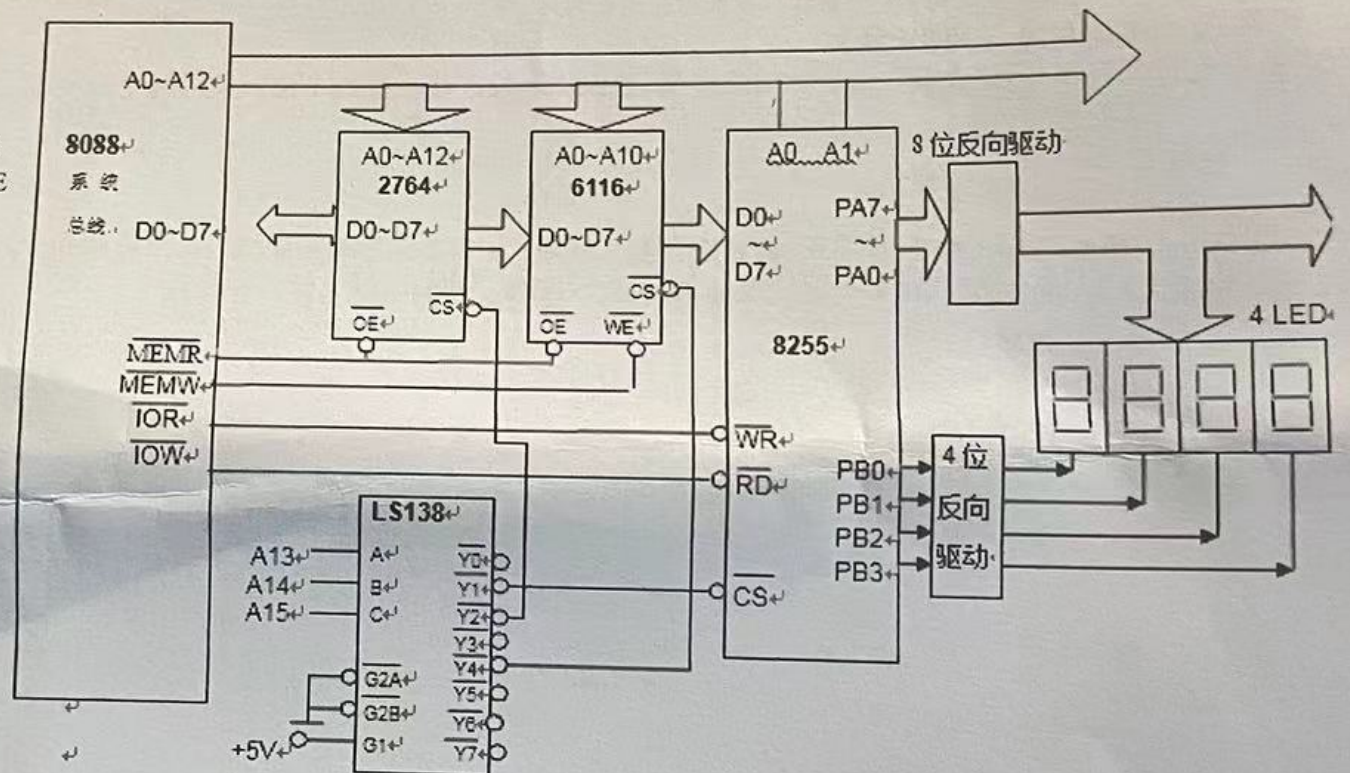 A0~A12
8088
系统
总线
D0~D7
MEMR
MEMW
IOR
IOW
A0~A12
2764
D0~D7
CS
OE
A0~A10
6116
D0~D7
CS
OE
WE
A0 A1
D0
~
D7
PA7
~
PA0
8255
WR
RD
CS
PB0
PB1
PB2
PB3
8位反向驱动
4 LED
4位
反向
驱动
LS138
A13
A14
A15
A
B
C
Y0
Y1
Y2
Y3
Y4
Y5
Y6
Y7
G2A
G2B
G1
+5V